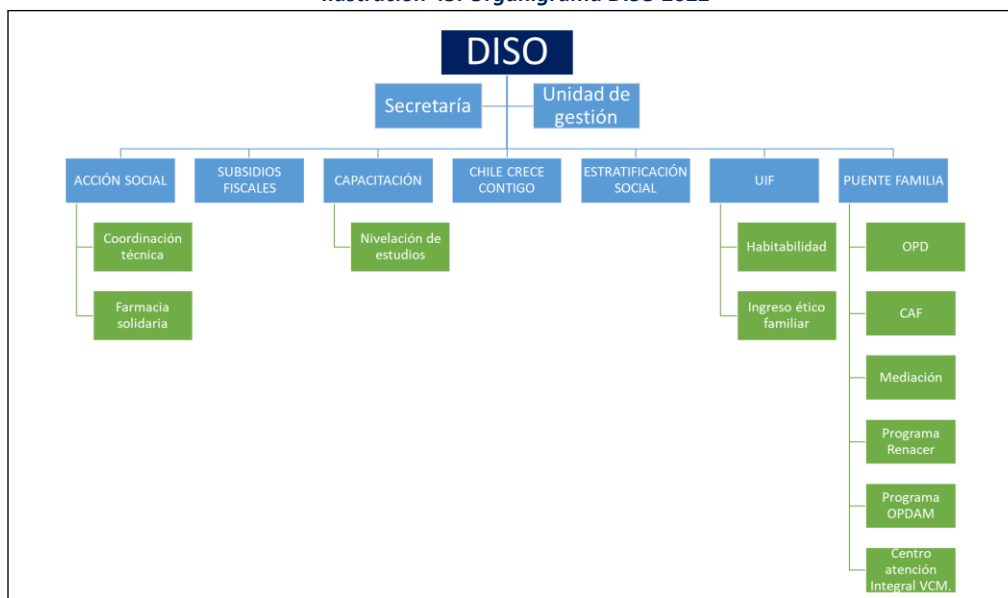 DISO
Secretaría
Unidad de
gestión
ACCIÓN SOCIAL
SUBSIDIOS
FISCALES
CAPACITACIÓN
CHILE CRECE
CONTIGO
ESTRATIFICACIÓN
SOCIAL
UIF
PUENTE FAMILIA
Coordinación
técnica
Farmacia
solidaria
Nivelación de
estudios
Habitabilidad
Ingreso ético
familiar
OPD
CAF
Mediación
Programa
Renacer
Programa
OPDAM
Centro
atención
Integral VCM.